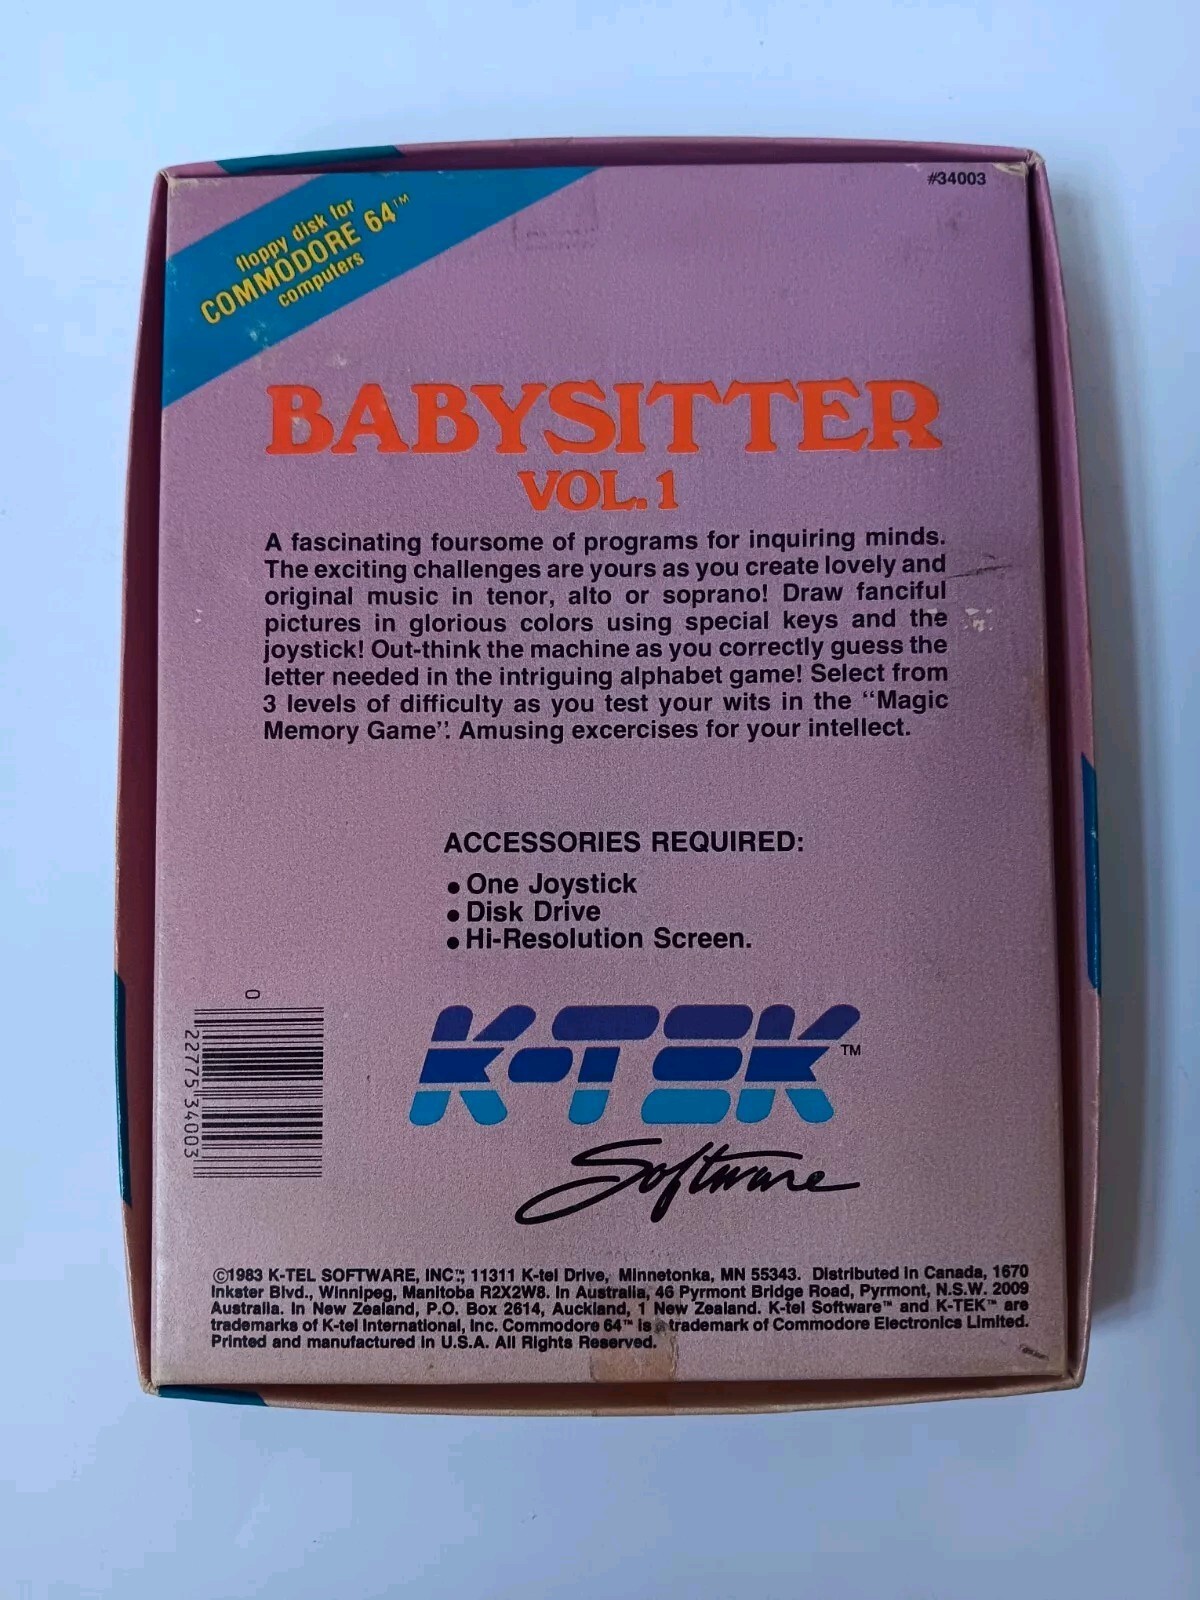 #34003
floppy disk for
COMMODORE 64™
computers
BABYSITTER
VOL. 1
A fascinating foursome of programs for inquiring minds.
The exciting challenges are yours as you create lovely and
original music in tenor, alto or soprano! Draw fanciful
pictures in glorious colors using special keys and the
joystick! Out-think the machine as you correctly guess the
letter needed in the intriguing alphabet game! Select from
3 levels of difficulty as you test your wits in the “Magic
Memory Game”. Amusing excercises for your intellect.
ACCESSORIES REQUIRED:
• One Joystick
• Disk Drive
• Hi-Resolution Screen.
0
22775 34003
K-TEK™
Software
©1983 K-TEL SOFTWARE, INC™, 11311 K-tel Drive, Minnetonka, MN 55343. Distributed in Canada, 1670
Inkster Blvd., Winnipeg, Manitoba R2X2W8. In Australia, 46 Pyrmont Bridge Road, Pyrmont, N.S.W. 2009
Australia. In New Zealand, P.O. Box 2614, Auckland, 1 New Zealand. K-tel Software™ and K-TEK™ are
trademarks of K-tel International, Inc. Commodore 64™ is a trademark of Commodore Electronics Limited.
Printed and manufactured in U.S.A. All Rights Reserved.